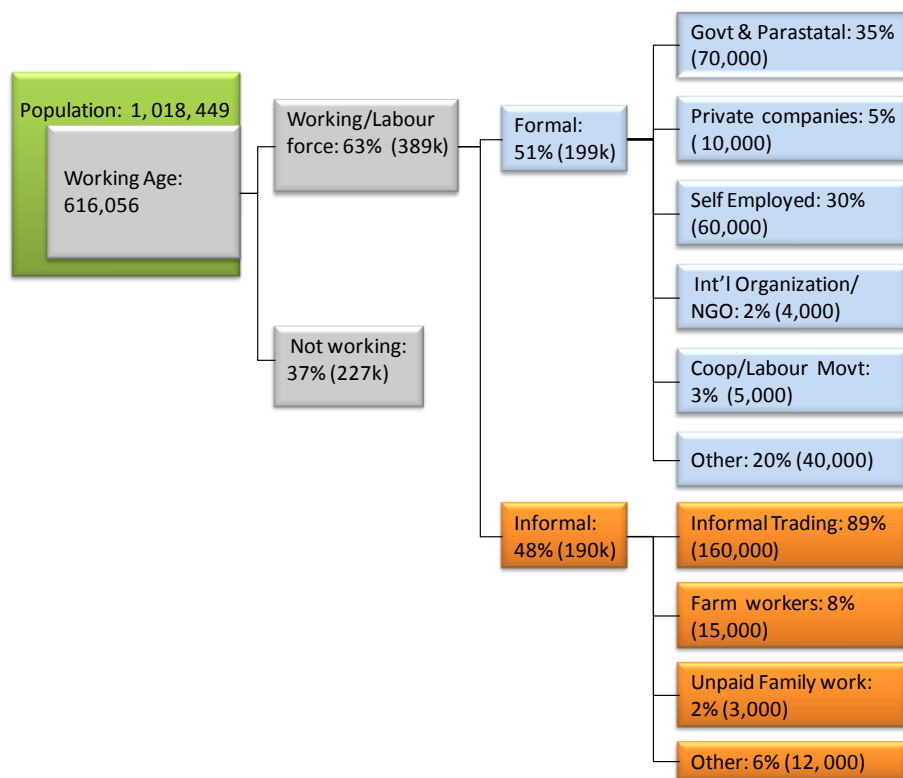 Population: 1, 018, 449
Working Age:
616,056
Working/Labour
force: 63% (389k)
Not working:
37% (227k)
Formal:
51% (199k)
Govt & Parastatal: 35%
(70,000)
Private companies: 5%
( 10,000)
Self Employed: 30%
(60,000)
Int’l Organization/
NGO: 2% (4,000)
Coop/Labour Movt:
3% (5,000)
Other: 20% (40,000)
Informal:
48% (190k)
Informal Trading: 89%
(160,000)
Farm workers: 8%
(15,000)
Unpaid Family work:
2% (3,000)
Other: 6% (12, 000)